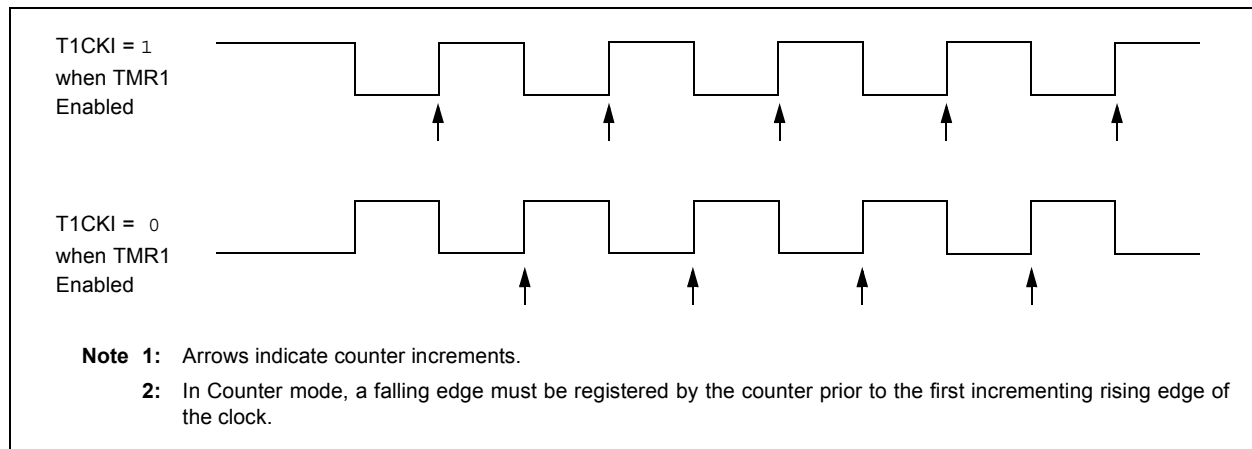 T1CKI = 1
when TMR1
Enabled
T1CKI = 0
when TMR1
Enabled
Note 1: Arrows indicate counter increments.
2: In Counter mode, a falling edge must be registered by the counter prior to the first incrementing rising edge of
the clock.